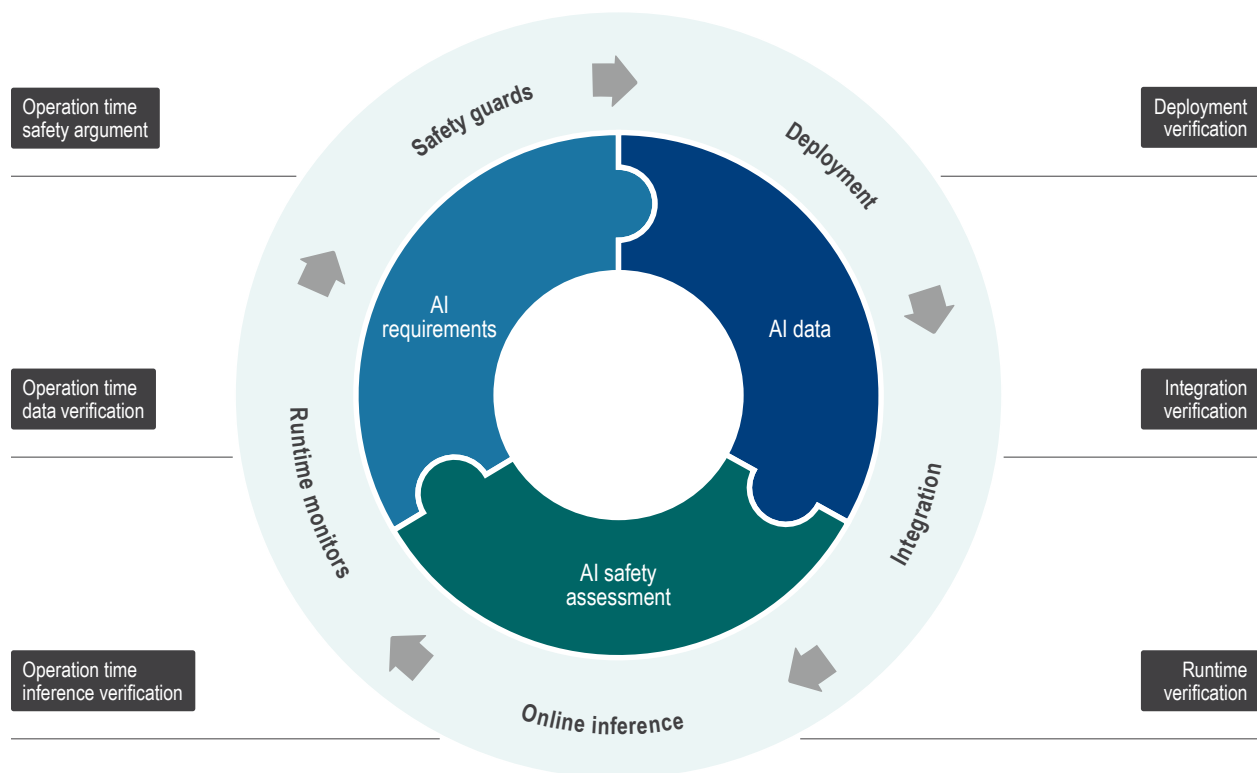 Operation time
safety argument
Safety guards
Deployment
Deployment
verification
AI
requirements
AI data
Operation time
data verification
Runtime monitors
Integration
Integration
verification
AI safety
assessment
Operation time
inference verification
Online inference
Runtime
verification